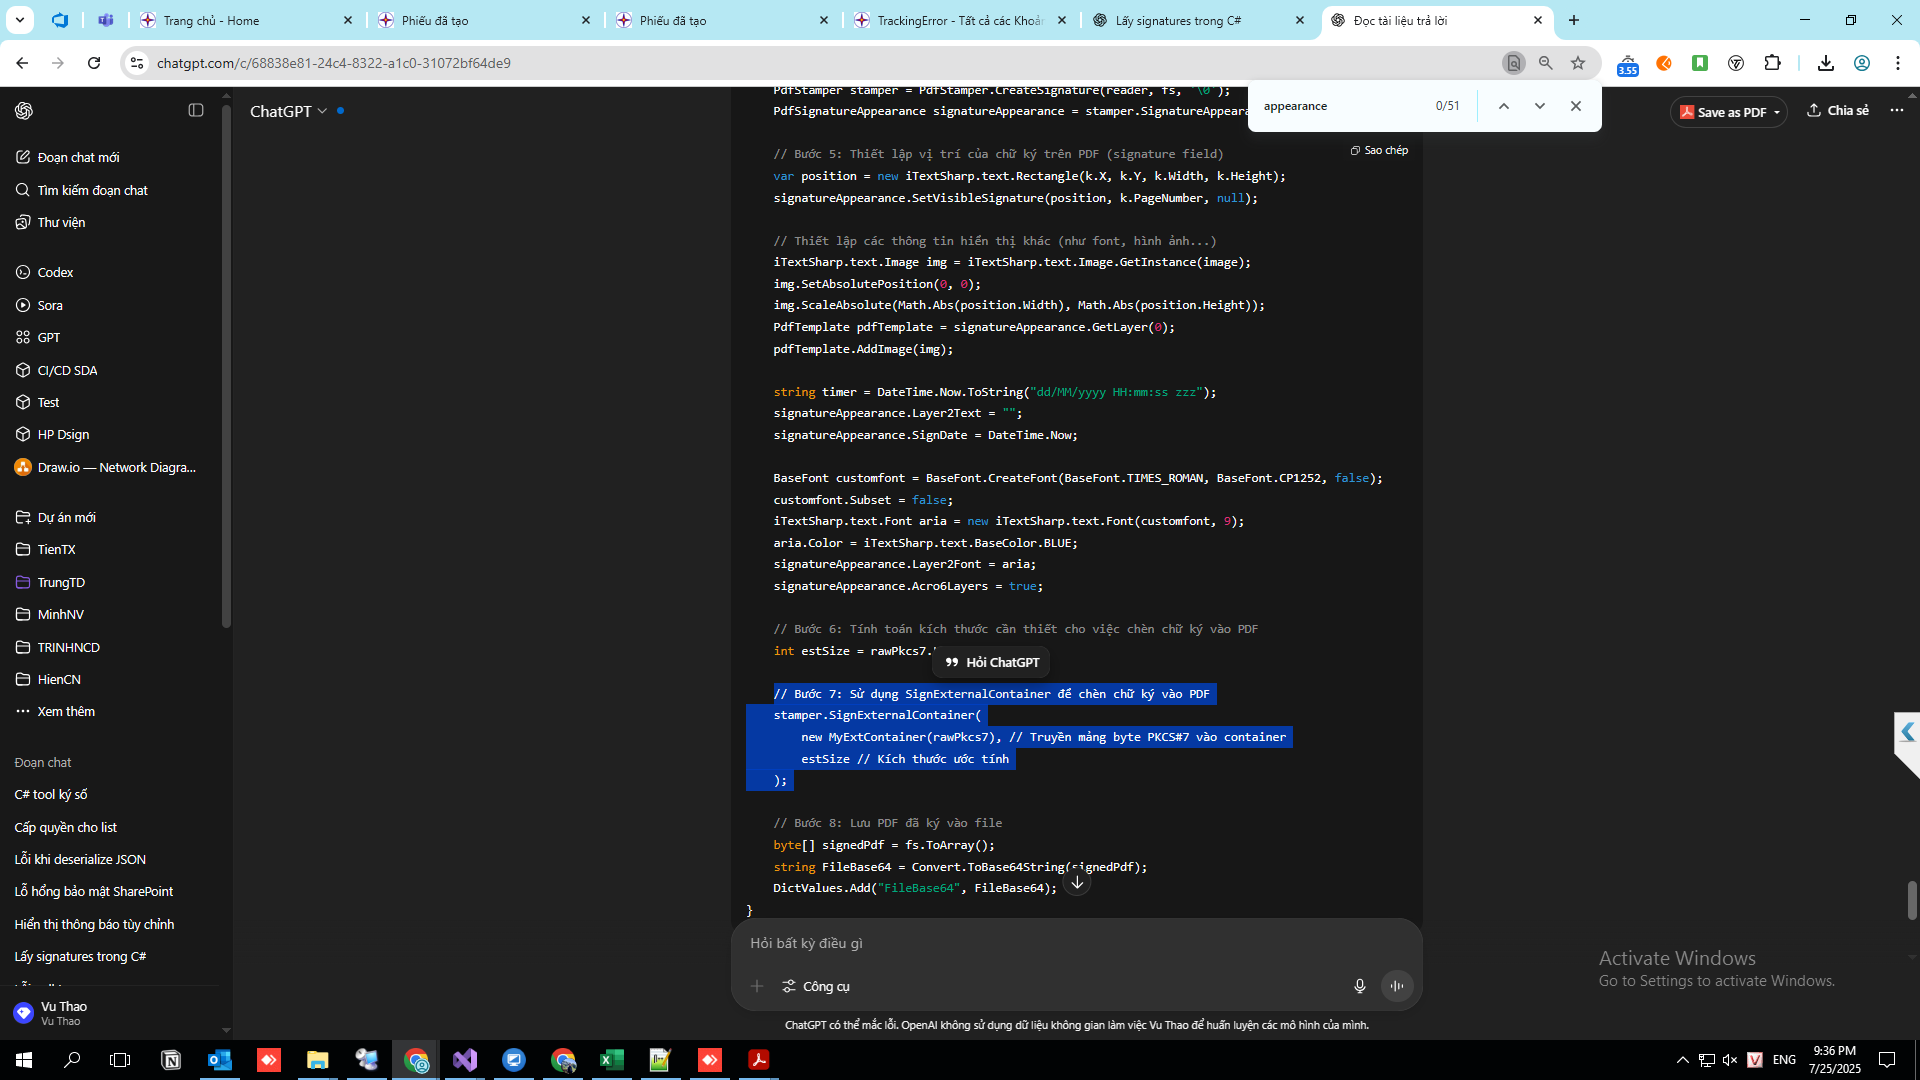 Trang chủ - Home
Phiếu đã tạo
Phiếu đã tạo
TrackingError - Tất cả các Khoản
Lấy signatures trong C#
Đọc tài liệu trả lời
chatgpt.com/c/68838e81-24c4-8322-a1c0-31072bf64de9
3.55
appearance
0/51
ChatGPT
Save as PDF
Chia sẻ
Đoạn chat mới
Tìm kiếm đoạn chat
Thư viện
Codex
Sora
GPT
CI/CD SDA
Test
HP Dsign
Draw.io — Network Diagra...
Dự án mới
TienTX
TrungTD
MinhNV
TRINHNCD
HienCN
Xem thêm
Đoạn chat
C# tool ký số
Cấp quyền cho list
Lỗi khi deserialize JSON
Lỗ hổng bảo mật SharePoint
Hiển thị thông báo tùy chỉnh
Lấy signatures trong C#
Vu Thao
Vu Thao
PdfStamper stamper = PdfStamper.CreateSignature(reader, fs, '\0');
PdfSignatureAppearance signatureAppearance = stamper.SignatureAppeara
Sao chép
// Bước 5: Thiết lập vị trí của chữ ký trên PDF (signature field)
var position = new iTextSharp.text.Rectangle(k.X, k.Y, k.Width, k.Height);
signatureAppearance.SetVisibleSignature(position, k.PageNumber, null);
// Thiết lập các thông tin hiển thị khác (như font, hình ảnh...)
iTextSharp.text.Image img = iTextSharp.text.Image.GetInstance(image);
img.SetAbsolutePosition(0, 0);
img.ScaleAbsolute(Math.Abs(position.Width), Math.Abs(position.Height));
PdfTemplate pdfTemplate = signatureAppearance.GetLayer(0);
pdfTemplate.AddImage(img);
string timer = DateTime.Now.ToString("dd/MM/yyyy HH:mm:ss zzz");
signatureAppearance.Layer2Text = "";
signatureAppearance.SignDate = DateTime.Now;
BaseFont customfont = BaseFont.CreateFont(BaseFont.TIMES_ROMAN, BaseFont.CP1252, false);
customfont.Subset = false;
iTextSharp.text.Font aria = new iTextSharp.text.Font(customfont, 9);
aria.Color = iTextSharp.text.BaseColor.BLUE;
signatureAppearance.Layer2Font = aria;
signatureAppearance.Acro6Layers = true;
// Bước 6: Tính toán kích thước cần thiết cho việc chèn chữ ký vào PDF
int estSize = rawPkcs7.
Hỏi ChatGPT
// Bước 7: Sử dụng SignExternalContainer để chèn chữ ký vào PDF
stamper.SignExternalContainer(
new MyExtContainer(rawPkcs7), // Truyền mảng byte PKCS#7 vào container
estSize // Kích thước ước tính
);
// Bước 8: Lưu PDF đã ký vào file
byte[] signedPdf = fs.ToArray();
string FileBase64 = Convert.ToBase64String(signedPdf);
DictValues.Add("FileBase64", FileBase64);
}
Hỏi bất kỳ điều gì
Công cụ
ChatGPT có thể mắc lỗi. OpenAI không sử dụng dữ liệu không gian làm việc Vu Thao để huấn luyện các mô hình của mình.
Activate Windows
Go to Settings to activate Windows.
ENG
9:36 PM
7/25/2025